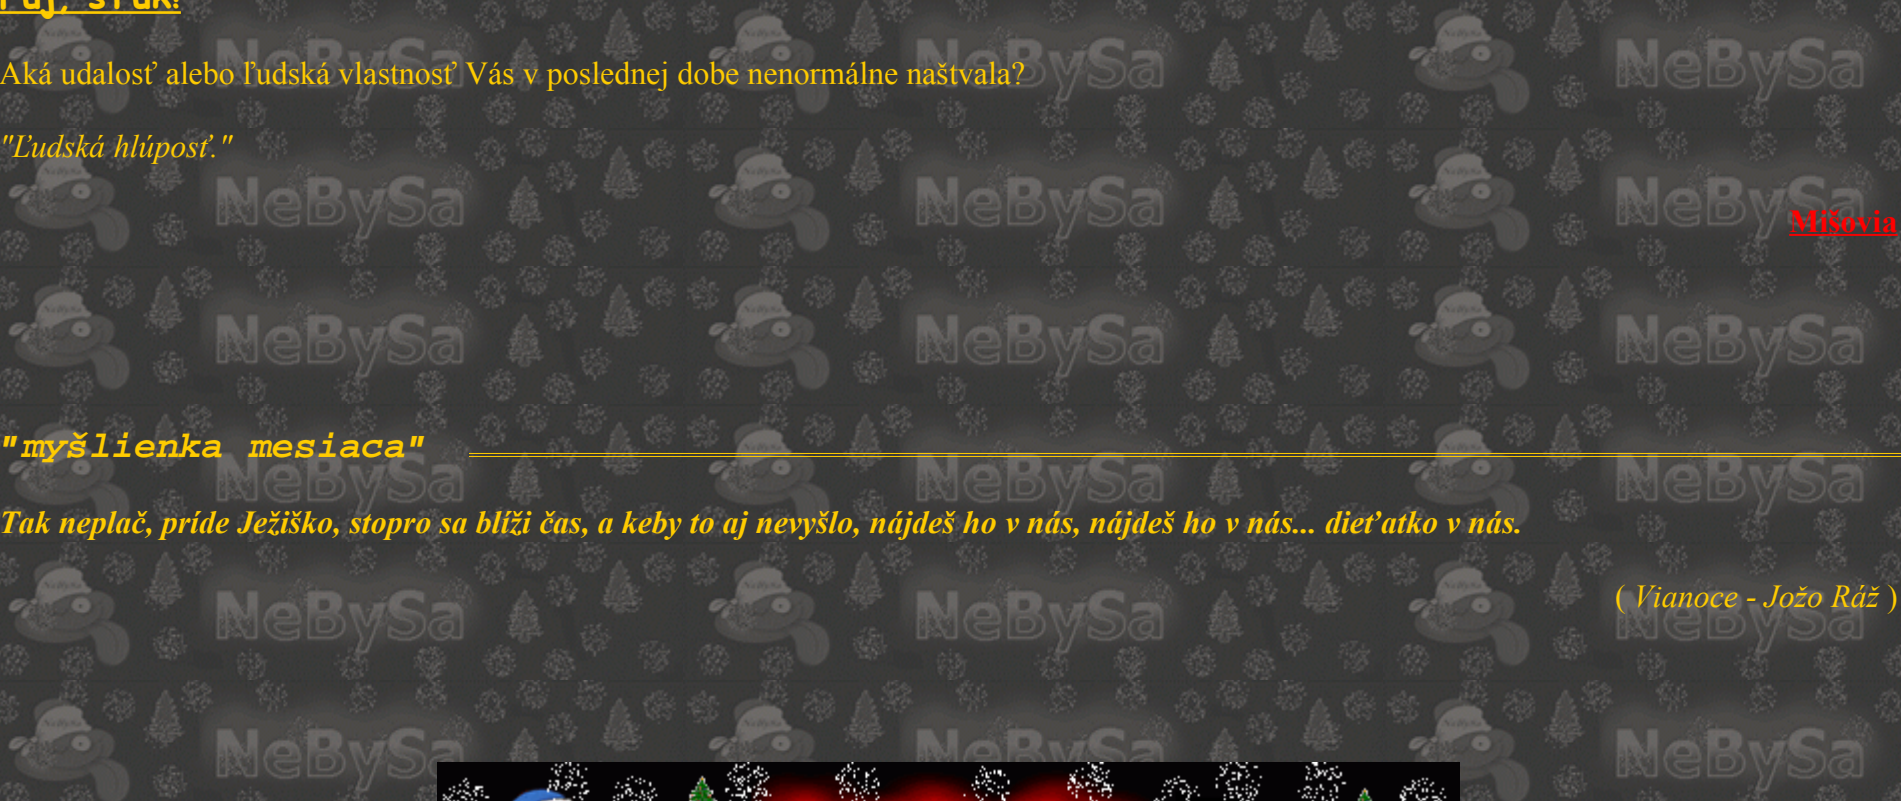 Aká udalosť alebo ľudská vlastnosť Vás v poslednej dobe nenormálne naštvala?
"Ľudská hlúposť."
Mišovia
"myšlienka mesiaca"
Tak neplač, príde Ježiško, stopro sa blíži čas, a keby to aj nevyšlo, nájdeš ho v nás, nájdeš ho v nás... dieťatko v nás.
( Vianoce - Jožo Ráž )
NeBySa